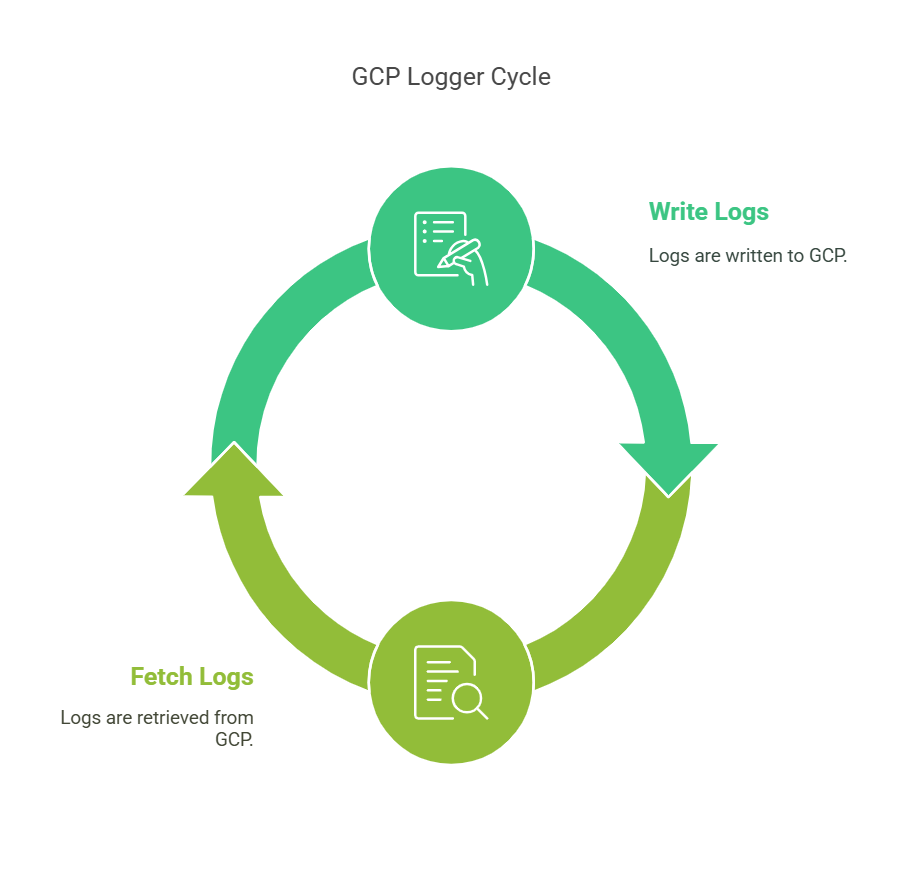 GCP Logger Cycle
Write Logs
Logs are written to GCP.
Fetch Logs
Logs are retrieved from
GCP.